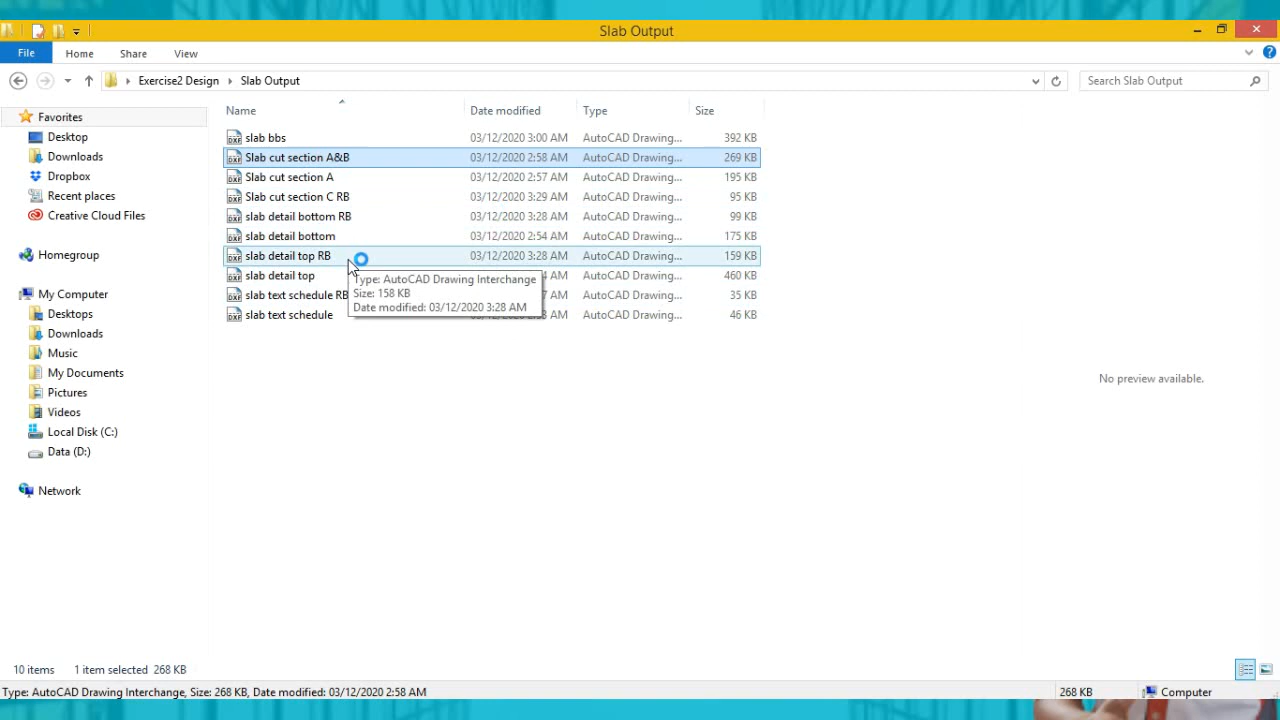 Slab Output
File Home Share View
Exercise2 Design Slab Output Search Slab Output
Name Date modified Type Size
Favorites
Desktop
Downloads
Dropbox
Recent places
Creative Cloud Files
Homegroup
My Computer
Desktops
Downloads
Music
My Documents
Pictures
Videos
Local Disk (C:)
Data (D:)
Network
slab bbs 03/12/2020 3:00 AM AutoCAD Drawing... 392 KB
Slab cut section A&B 03/12/2020 2:58 AM AutoCAD Drawing... 269 KB
Slab cut section A 03/12/2020 2:57 AM AutoCAD Drawing... 195 KB
Slab cut section C RB 03/12/2020 3:29 AM AutoCAD Drawing... 95 KB
slab detail bottom RB 03/12/2020 3:28 AM AutoCAD Drawing... 99 KB
slab detail bottom 03/12/2020 2:54 AM AutoCAD Drawing... 175 KB
slab detail top RB 03/12/2020 3:28 AM AutoCAD Drawing... 159 KB
slab detail top AM AutoCAD Drawing... 460 KB
slab text schedule RB AM AutoCAD Drawing... 35 KB
slab text schedule AM AutoCAD Drawing... 46 KB
Type: AutoCAD Drawing Interchange
Size: 158 KB
Date modified: 03/12/2020 3:28 AM
No preview available.
10 items 1 item selected 268 KB
Type: AutoCAD Drawing Interchange, Size: 268 KB, Date modified: 03/12/2020 2:58 AM 268 KB Computer